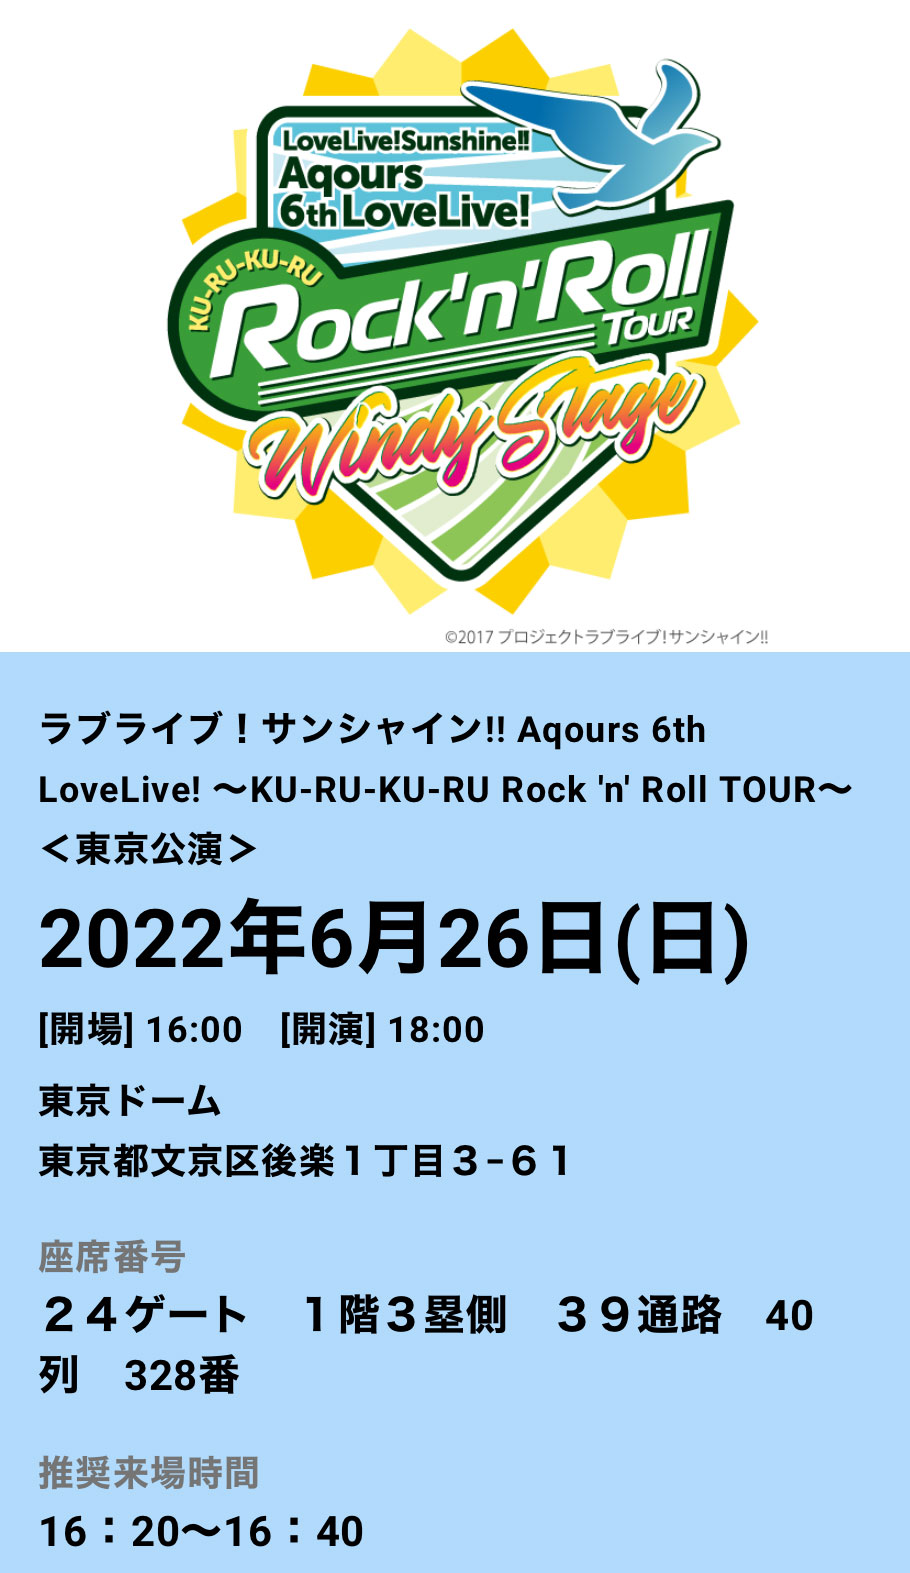 LoveLive!Sunshine!!
Aqours
6th LoveLive!
KU-RU-KU-RU
Rock'n'Roll
TOUR
Windy Stage
©2017 プロジェクトラブライブ！サンシャイン!!
ラブライブ！サンシャイン!! Aqours 6th
LoveLive! 〜KU-RU-KU-RU Rock 'n' Roll TOUR〜
＜東京公演＞
2022年6月26日(日)
[開場] 16:00　[開演] 18:00
東京ドーム
東京都文京区後楽１丁目３−６１
座席番号
２４ゲート　１階３塁側　３９通路　40
列　328番
推奨来場時間
16：20〜16：40